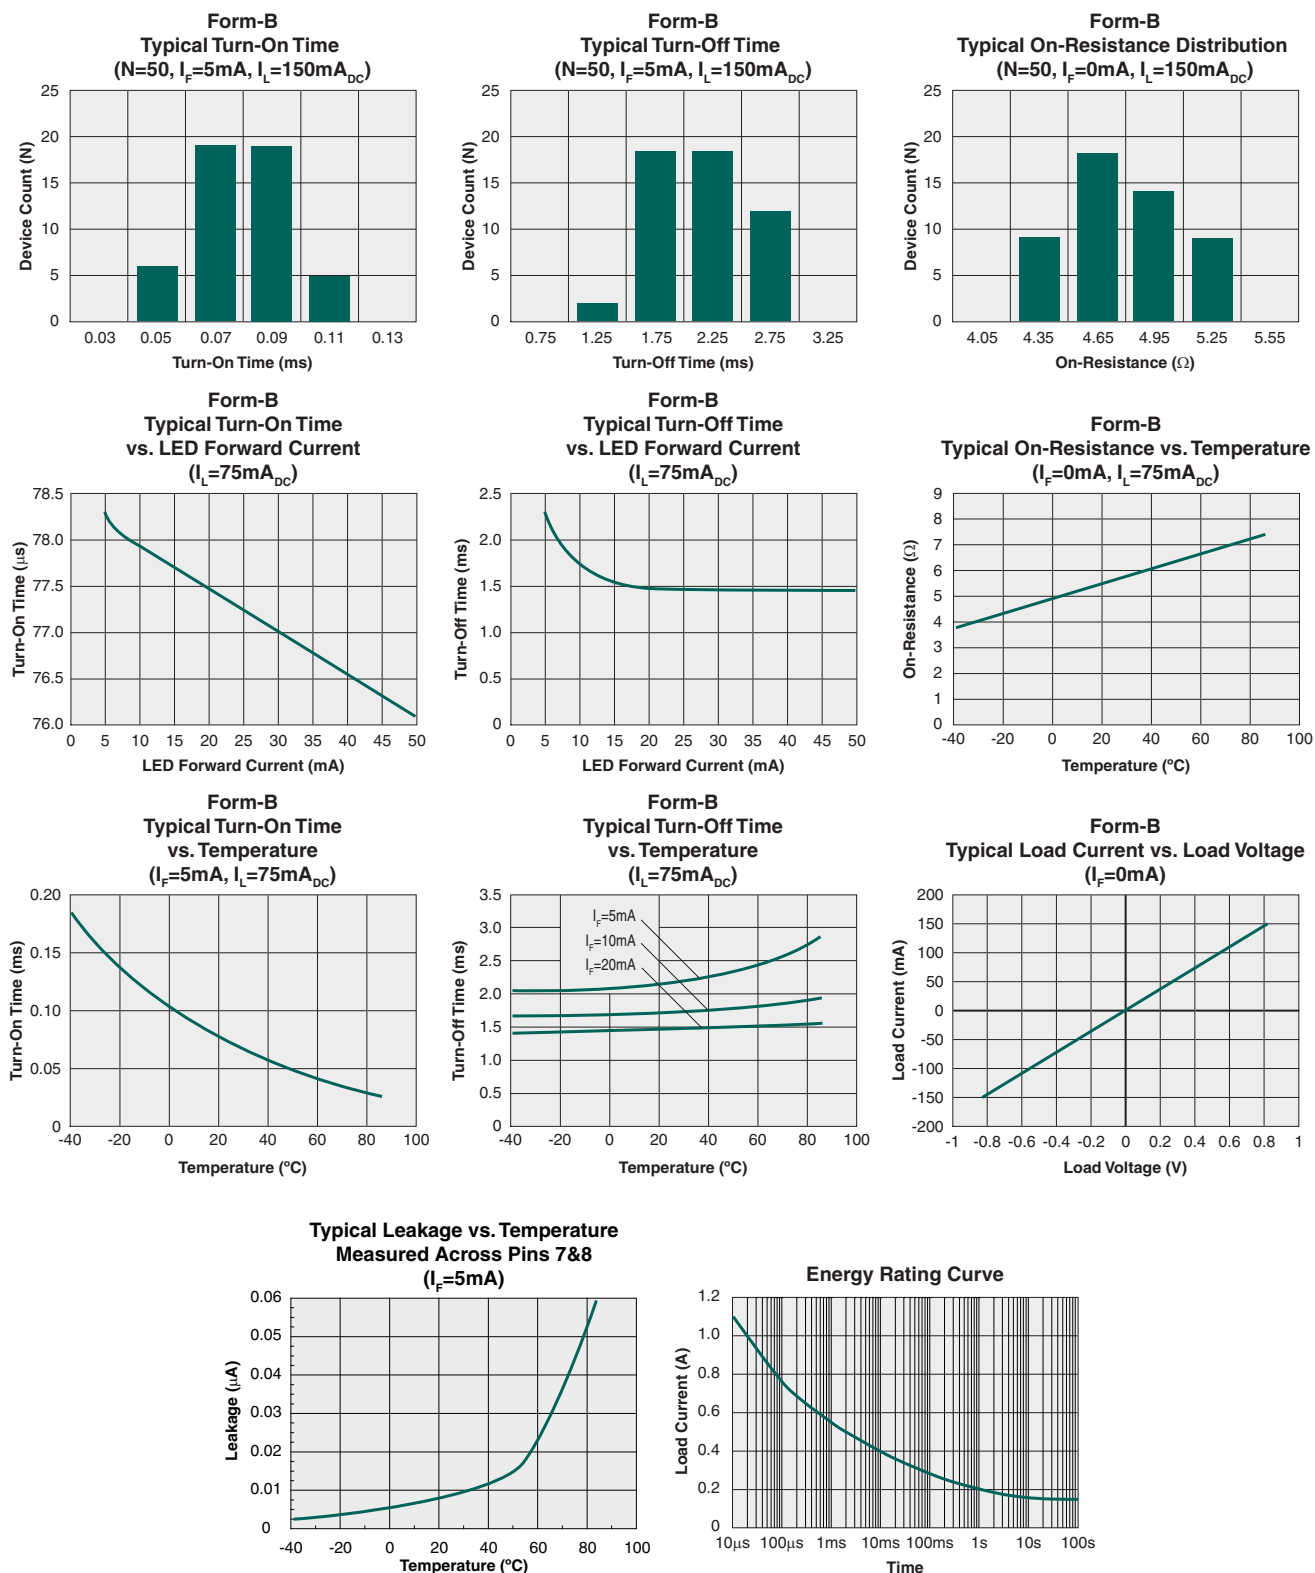 Form-B
Typical Turn-On Time
(N=50, IF=5mA, IL=150mADC)
25
20
15
10
5
0
Device Count (N)
0.03 0.05 0.07 0.09 0.11 0.13
Turn-On Time (ms)
Form-B
Typical Turn-Off Time
(N=50, IF=5mA, IL=150mADC)
25
20
15
10
5
0
Device Count (N)
0.75 1.25 1.75 2.25 2.75 3.25
Turn-Off Time (ms)
Form-B
Typical On-Resistance Distribution
(N=50, IF=0mA, IL=150mADC)
25
20
15
10
5
0
Device Count (N)
4.05 4.35 4.65 4.95 5.25 5.55
On-Resistance (Ω)
Form-B
Typical Turn-On Time
vs. LED Forward Current
(IL=75mADC)
78.5
78.0
77.5
77.0
76.5
76.0
Turn-On Time (μs)
0 5 10 15 20 25 30 35 40 45 50
LED Forward Current (mA)
Form-B
Typical Turn-Off Time
vs. LED Forward Current
(IL=75mADC)
2.5
2.0
1.5
1.0
0.5
0
Turn-Off Time (ms)
0 5 10 15 20 25 30 35 40 45 50
LED Forward Current (mA)
Form-B
Typical On-Resistance vs. Temperature
(IF=0mA, IL=75mADC)
9
8
7
6
5
4
3
2
1
0
On-Resistance (Ω)
-40 -20 0 20 40 60 80 100
Temperature (ºC)
Form-B
Typical Turn-On Time
vs. Temperature
(IF=5mA, IL=75mADC)
0.20
0.15
0.10
0.05
0
Turn-On Time (ms)
-40 -20 0 20 40 60 80 100
Temperature (ºC)
Form-B
Typical Turn-Off Time
vs. Temperature
(IL=75mADC)
3.5
3.0
2.5
2.0
1.5
1.0
0.5
0
Turn-Off Time (ms)
IF=5mA
IF=10mA
IF=20mA
-40 -20 0 20 40 60 80 100
Temperature (ºC)
Form-B
Typical Load Current vs. Load Voltage
(IF=0mA)
200
150
100
50
0
-50
-100
-150
-200
Load Current (mA)
-1 -0.8 -0.6 -0.4 -0.2 0 0.2 0.4 0.6 0.8 1
Load Voltage (V)
Typical Leakage vs. Temperature
Measured Across Pins 7&8
(IF=5mA)
0.06
0.05
0.04
0.03
0.02
0.01
0
Leakage (μA)
-40 -20 0 20 40 60 80 100
Temperature (ºC)
Energy Rating Curve
1.2
1.0
0.8
0.6
0.4
0.2
0
Load Current (A)
10μs 100μs 1ms 10ms 100ms 1s 10s 100s
Time